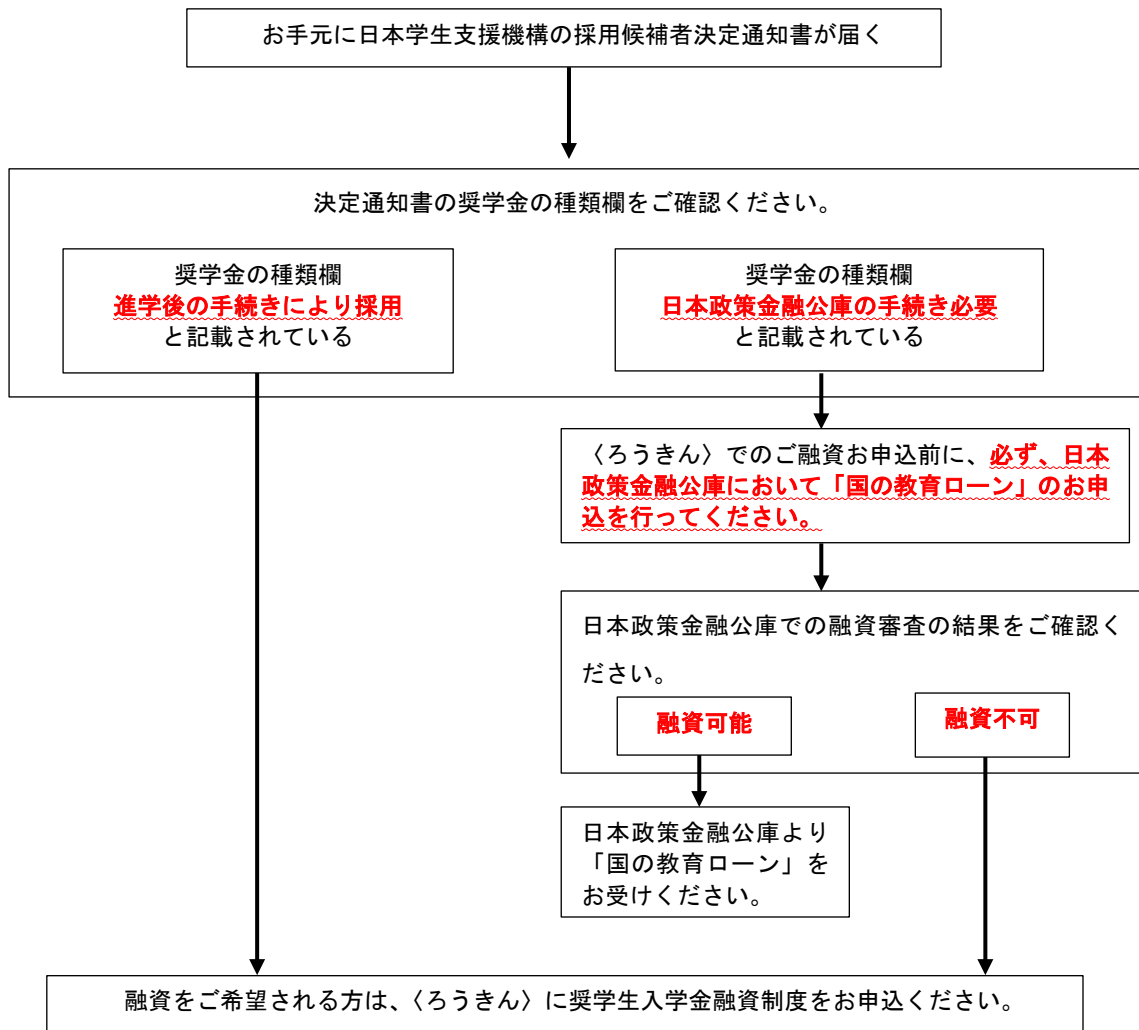 お手元に日本学生支援機構の採用候補者決定通知書が届く
決定通知書の奨学金の種類欄をご確認ください。
奨学金の種類欄
進学後の手続きにより採用
と記載されている
奨学金の種類欄
日本政策金融公庫の手続き必要
と記載されている
〈ろうきん〉でのご融資お申込前に、必ず、日本
政策金融公庫において「国の教育ローン」のお申
込を行ってください。
日本政策金融公庫での融資審査の結果をご確認く
ださい。
融資可能
融資不可
日本政策金融公庫より
「国の教育ローン」を
お受けください。
融資をご希望される方は、〈ろうきん〉に奨学生入学金融資制度をお申込ください。